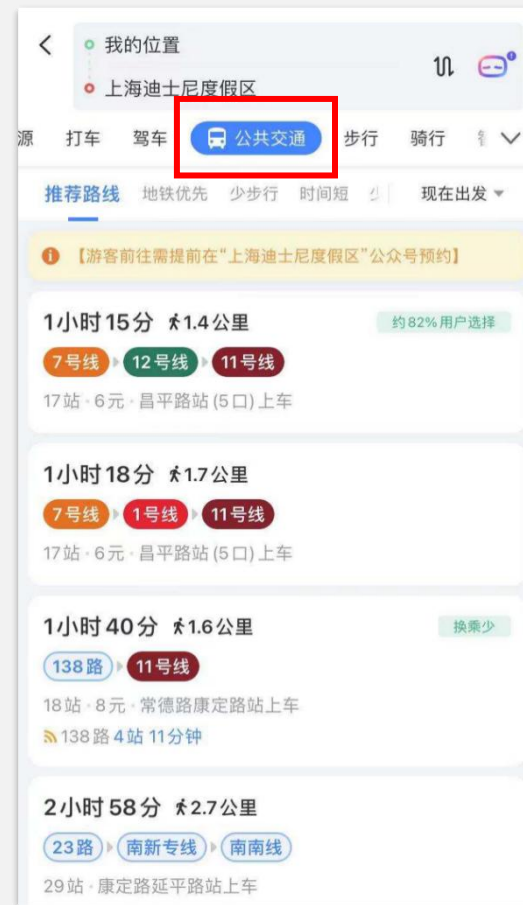 我的位置
上海迪士尼度假区
源 打车 驾车 公共交通 步行 骑行
推荐路线 地铁优先 少步行 时间短 少 现在出发
【游客前往需提前在“上海迪士尼度假区”公众号预约】
1小时15分 1.4公里 约82%用户选择
7号线 12号线 11号线
17站·6元·昌平路站(5口)上车
1小时18分 1.7公里
7号线 1号线 11号线
17站·6元·昌平路站(5口)上车
1小时40分 1.6公里 换乘少
138路 11号线
18站·8元·常德路康定路站上车
138路 4站 11分钟
2小时58分 2.7公里
23路 南新专线 南南线
29站·康定路延平路站上车